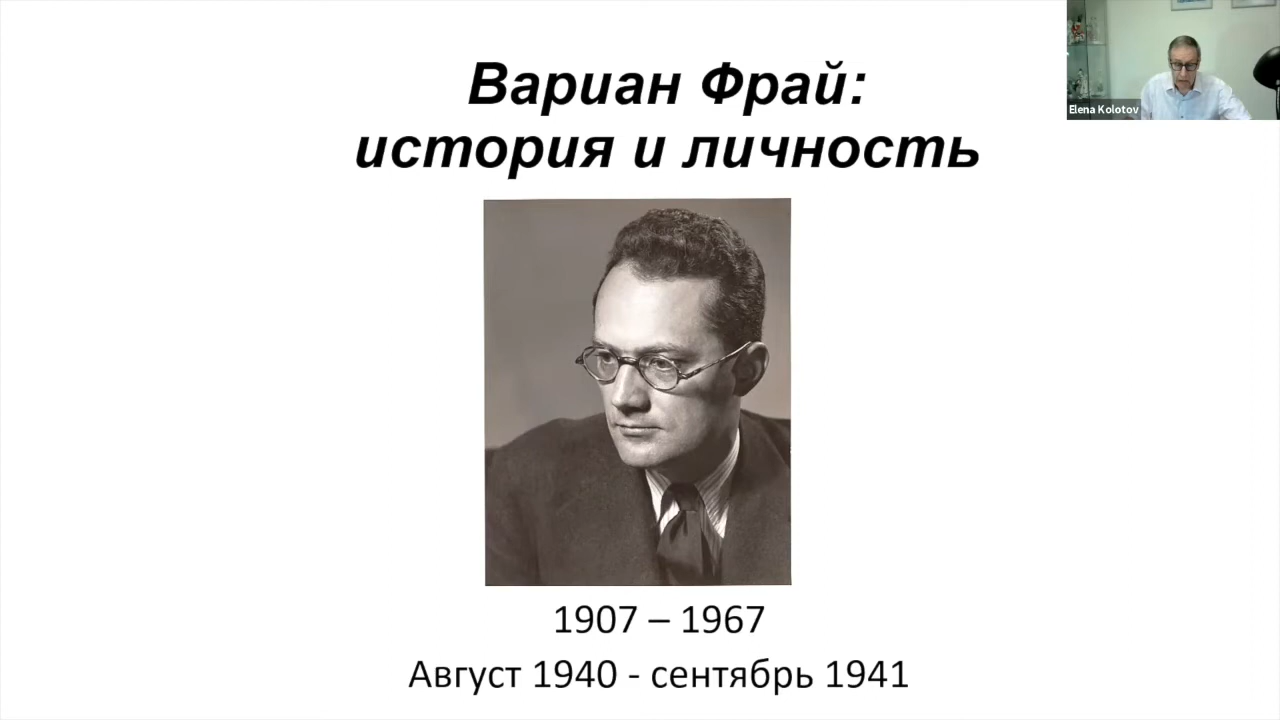 Вариан Фрай:
история и личность
Elena Kolotov
1907 – 1967
Август 1940 - сентябрь 1941